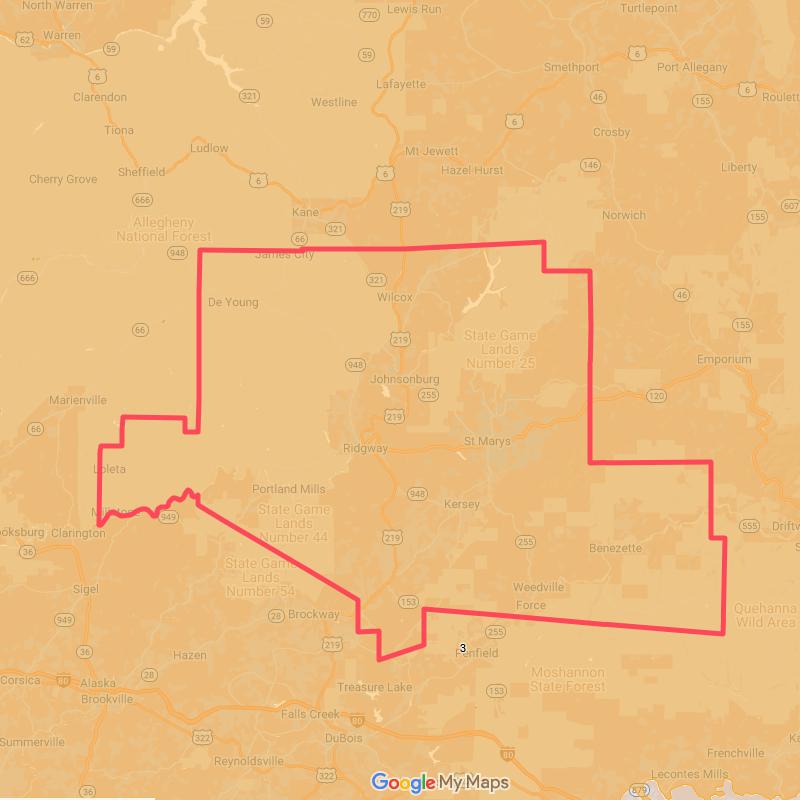 North Warren
Lewis Run
Turtlepoint
770
59
Warren
62
59
59
6
Smethport
Port Allegany
6
Lafayette
6
Clarendon
321
Westline
46
155
Roulett
Tiona
6
Crosby
Ludlow
Mt Jewett
Sheffield
Hazel Hurst
146
Liberty
Cherry Grove
6
6
666
Kane
219
Norwich
607
155
Allegheny
National Forest
321
66
948
James City
666
321
De Young
Wilcox
46
155
66
State Game
Lands
Number 25
219
948
Emporium
Johnsonburg
255
120
Marienville
219
66
St Marys
Ridgway
Loleta
Portland Mills
948
Kersey
Millstone
949
State Game
Lands
Number 44
555
Driftw
ooksburg
Clarington
219
255
36
Benezette
State Game
Lands
Number 54
Sigel
Weedville
153
Force
Quehanna
Wild Area
28
Brockway
949
255
219
3
36
Hazen
Penfield
28
Moshannon
State Forest
Corsica
80
Alaska
Treasure Lake
153
Brookville
Falls Creek
80
322
DuBois
Summerville
80
Frenchville
Reynoldsville
322
Lecontes Mills
36
Google My Maps
879